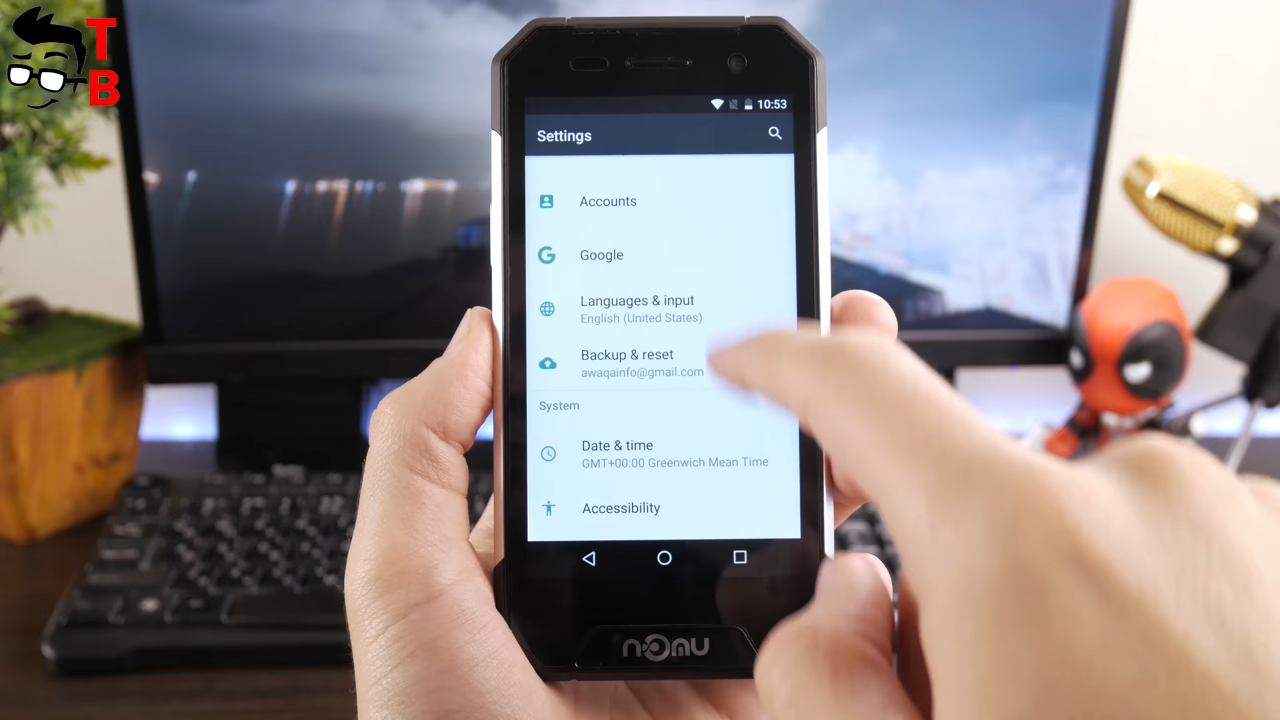 TB
10:53
Settings
Accounts
Google
Languages & input
English (United States)
Backup & reset
awaqainfo@gmail.com
System
Date & time
GMT+00:00 Greenwich Mean Time
Accessibility
nomu